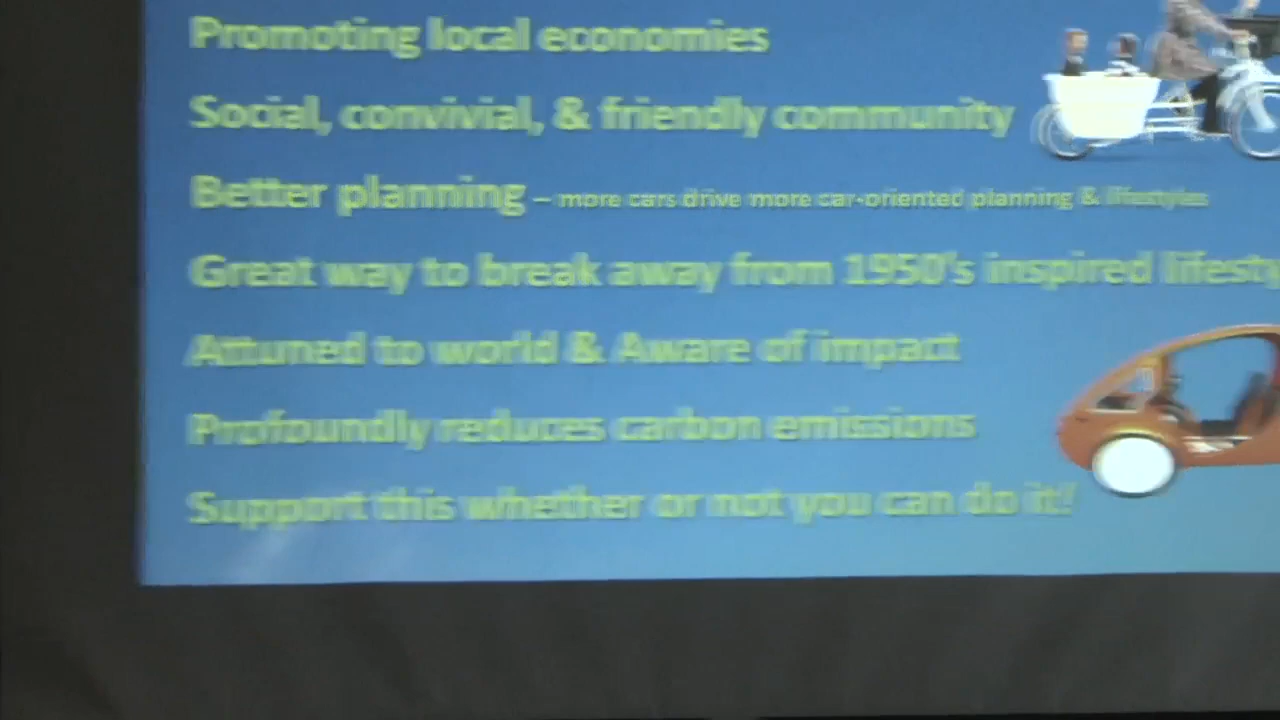 Promoting local economies
Social, convivial, & friendly community
Better planning – more cars drive more car-oriented planning & lifestyles
Great way to break away from 1950's inspired
Attuned to world & Aware of impact
Profoundly reduces carbon emissions
Support this whether or not you can do it!